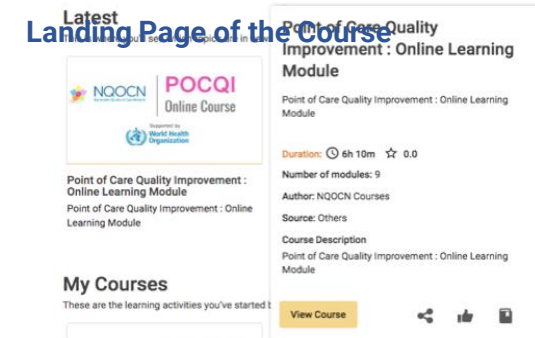 Landing Page of the Course
Latest
NQOCN
POCQI
Online Course
Supported by
World Health
Organization
Point of Care Quality Improvement :
Online Learning Module
Point of Care Quality Improvement : Online
Learning Module
My Courses
These are the learning activities you've started
Point of Care Quality
Improvement : Online Learning
Module
Point of Care Quality Improvement : Online Learning
Module
Duration: 6h 10m 0.0
Number of modules: 9
Author: NQOCN Courses
Source: Others
Course Description
Point of Care Quality Improvement : Online Learning
Module
View Course